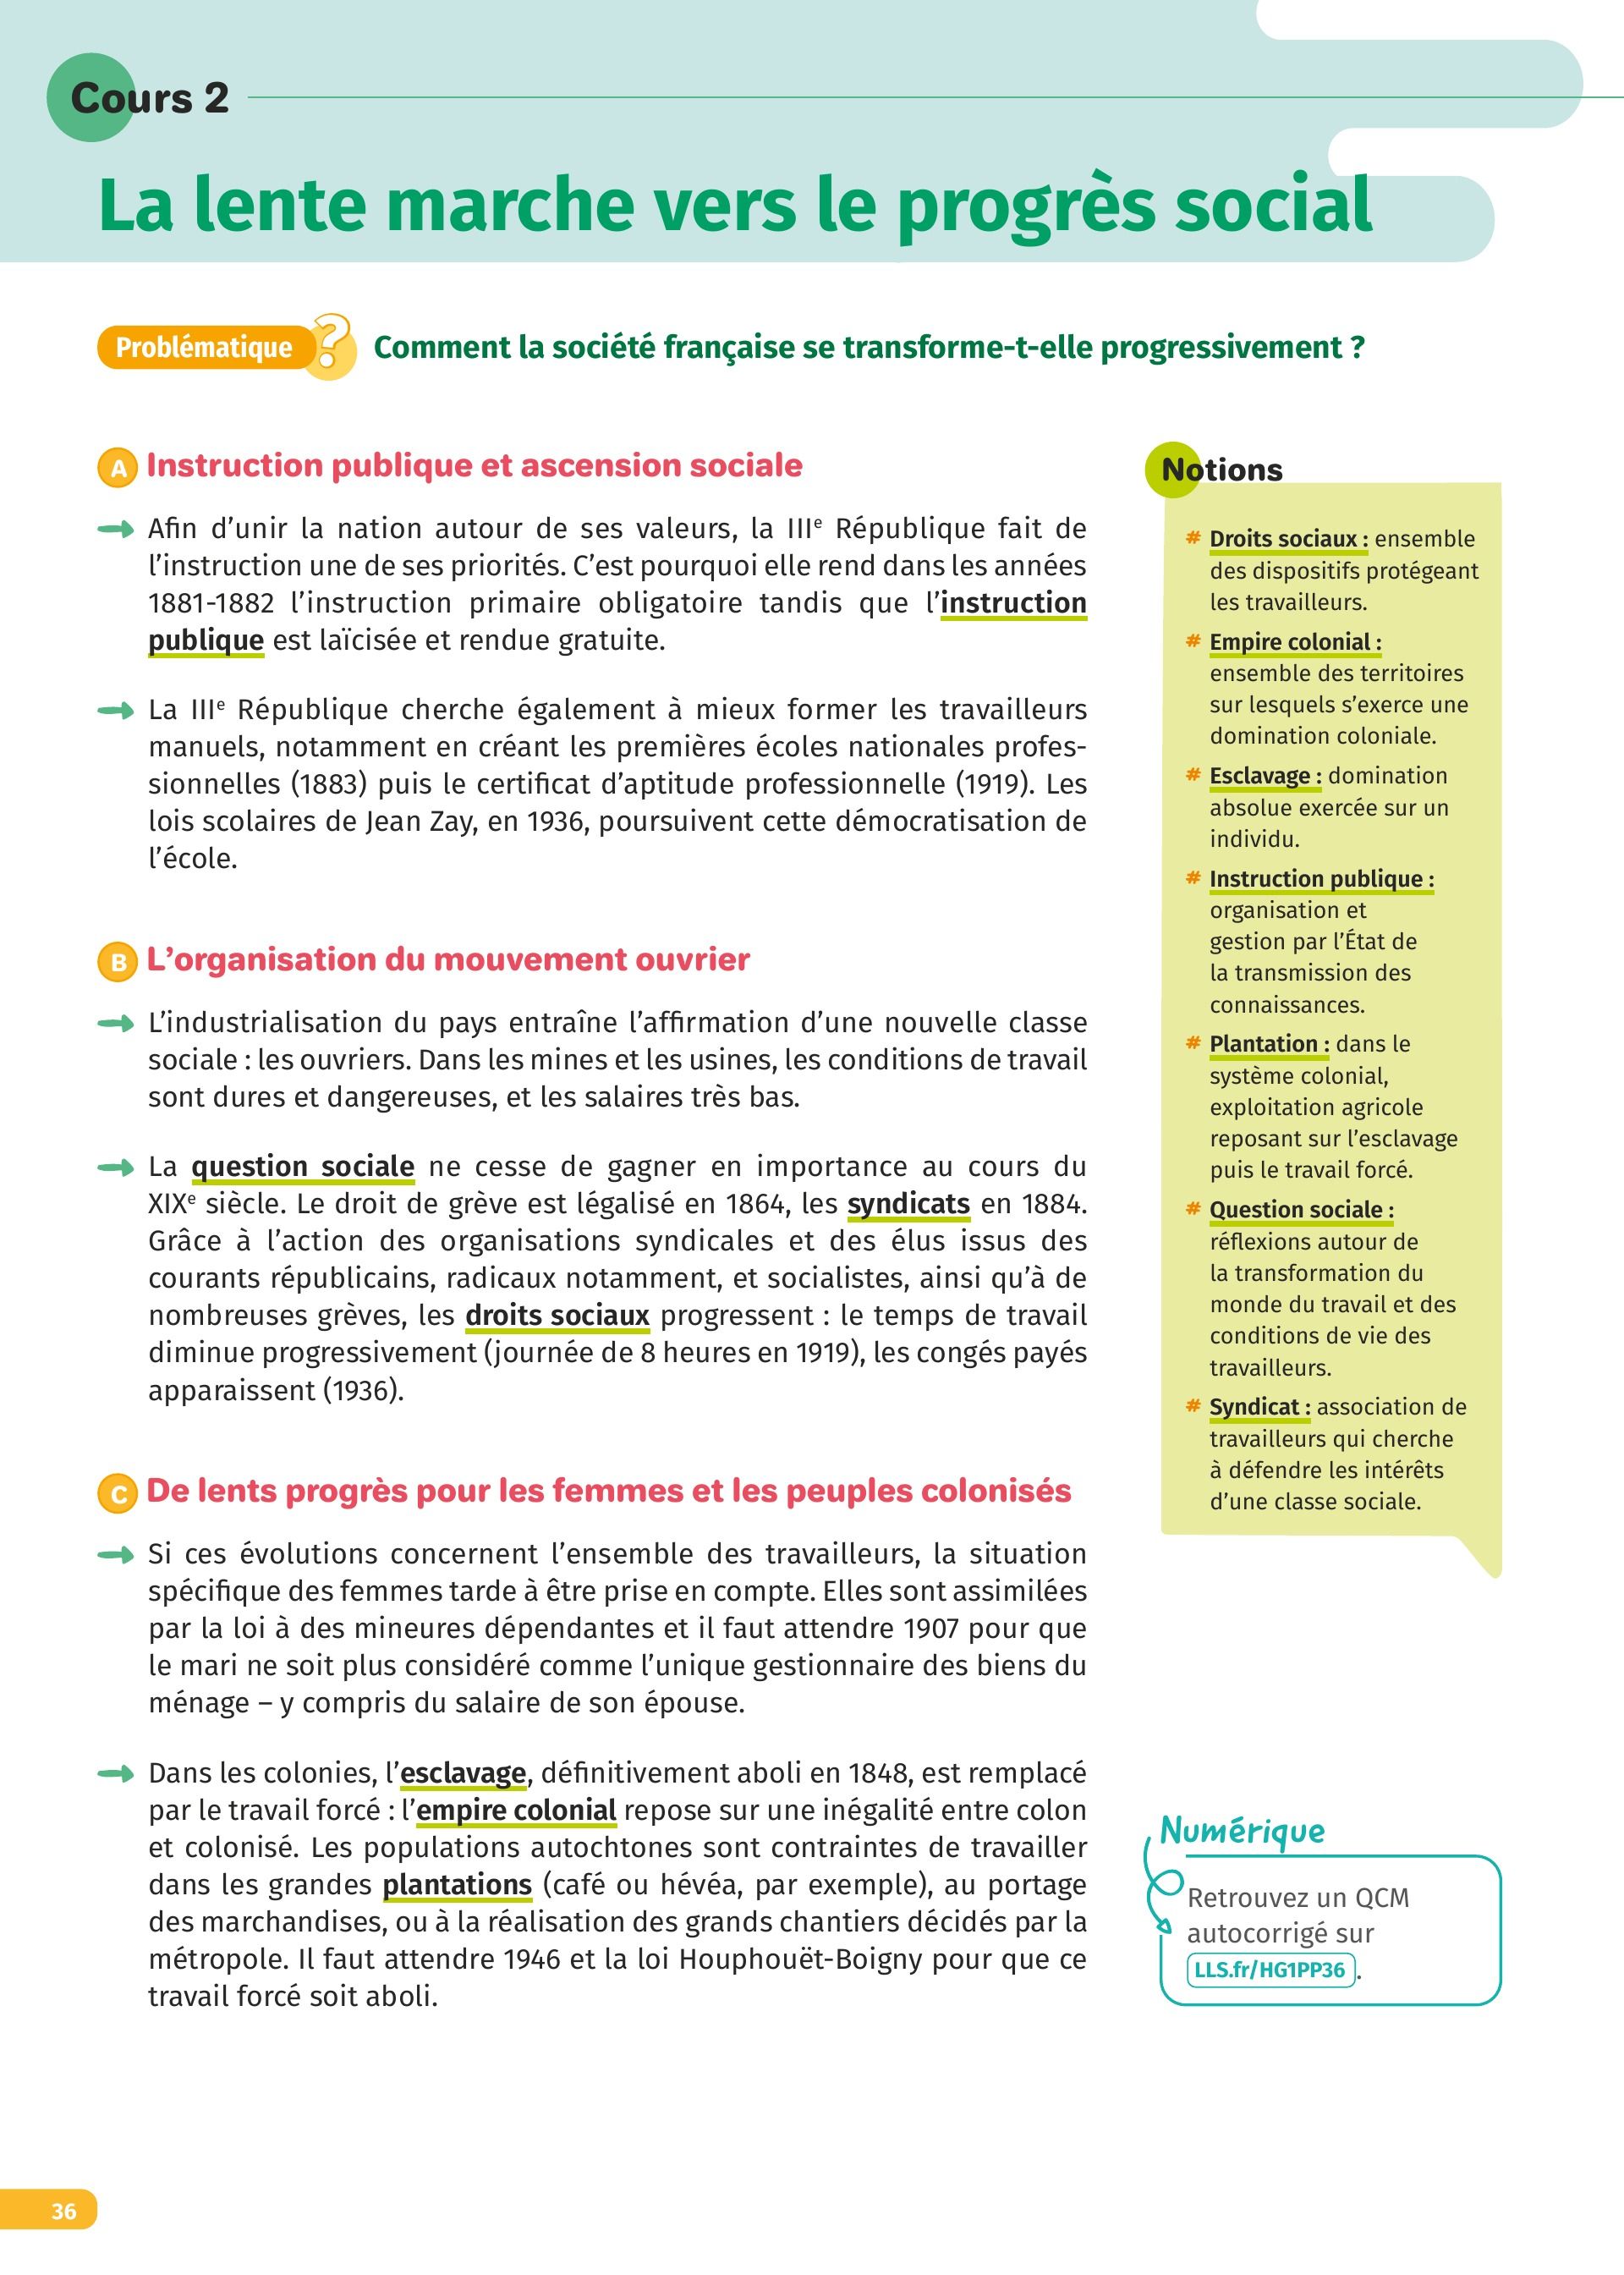 Cours 2
La lente marche vers le progrès social
Problématique ?
Comment la société française se transforme-t-elle progressivement ?
A Instruction publique et ascension sociale
Afin d’unir la nation autour de ses valeurs, la IIIe République fait de
l’instruction une de ses priorités. C’est pourquoi elle rend dans les années
1881-1882 l’instruction primaire obligatoire tandis que l’instruction
publique est laïcisée et rendue gratuite.
La IIIe République cherche également à mieux former les travailleurs
manuels, notamment en créant les premières écoles nationales profes-
sionnelles (1883) puis le certificat d’aptitude professionnelle (1919). Les
lois scolaires de Jean Zay, en 1936, poursuivent cette démocratisation de
l’école.
B L’organisation du mouvement ouvrier
L’industrialisation du pays entraîne l’affirmation d’une nouvelle classe
sociale : les ouvriers. Dans les mines et les usines, les conditions de travail
sont dures et dangereuses, et les salaires très bas.
La question sociale ne cesse de gagner en importance au cours du
XIXe siècle. Le droit de grève est légalisé en 1864, les syndicats en 1884.
Grâce à l’action des organisations syndicales et des élus issus des
courants républicains, radicaux notamment, et socialistes, ainsi qu’à de
nombreuses grèves, les droits sociaux progressent : le temps de travail
diminue progressivement (journée de 8 heures en 1919), les congés payés
apparaissent (1936).
C De lents progrès pour les femmes et les peuples colonisés
Si ces évolutions concernent l’ensemble des travailleurs, la situation
spécifique des femmes tarde à être prise en compte. Elles sont assimilées
par la loi à des mineures dépendantes et il faut attendre 1907 pour que
le mari ne soit plus considéré comme l’unique gestionnaire des biens du
ménage – y compris du salaire de son épouse.
Dans les colonies, l’esclavage, définitivement aboli en 1848, est remplacé
par le travail forcé : l’empire colonial repose sur une inégalité entre colon
et colonisé. Les populations autochtones sont contraintes de travailler
dans les grandes plantations (café ou hévéa, par exemple), au portage
des marchandises, ou à la réalisation des grands chantiers décidés par la
métropole. Il faut attendre 1946 et la loi Houphouët-Boigny pour que ce
travail forcé soit aboli.
Notions
# Droits sociaux : ensemble
des dispositifs protégeant
les travailleurs.
# Empire colonial :
ensemble des territoires
sur lesquels s’exerce une
domination coloniale.
# Esclavage : domination
absolue exercée sur un
individu.
# Instruction publique :
organisation et
gestion par l’État de
la transmission des
connaissances.
# Plantation : dans le
système colonial,
exploitation agricole
reposant sur l’esclavage
puis le travail forcé.
# Question sociale :
réflexions autour de
la transformation du
monde du travail et des
conditions de vie des
travailleurs.
# Syndicat : association de
travailleurs qui cherche
à défendre les intérêts
d’une classe sociale.
Numérique
Retrouvez un QCM
autocorrigé sur
LLS.fr/HG1PP36.
36